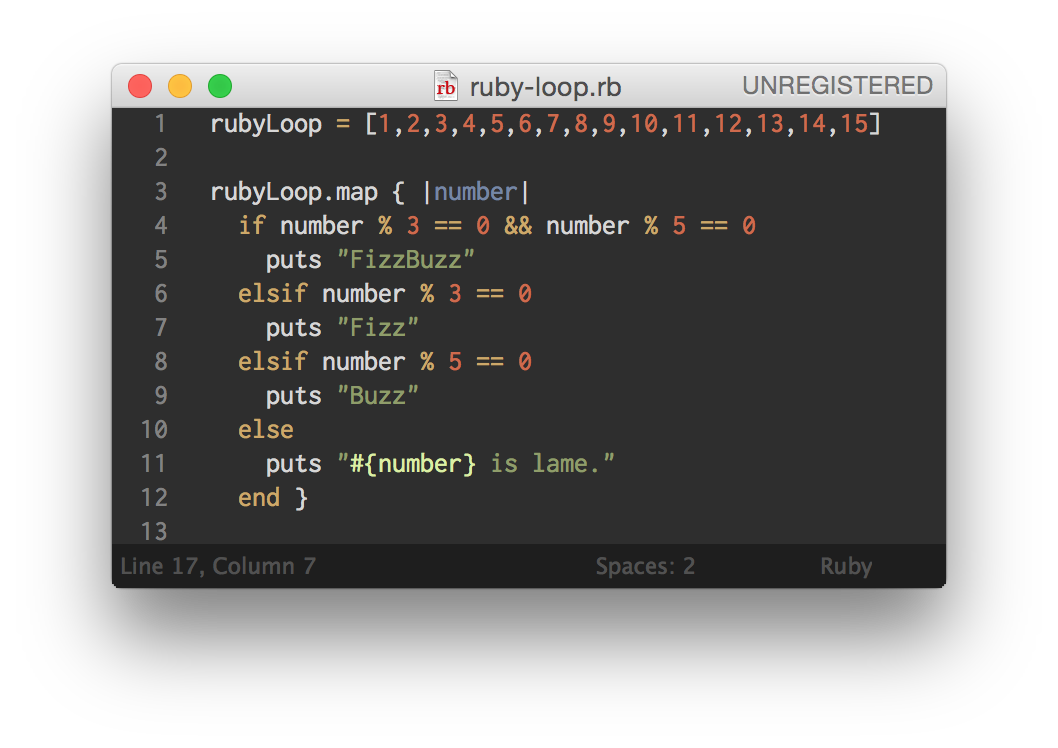 rb ruby-loop.rb UNREGISTERED
1 rubyLoop = [1,2,3,4,5,6,7,8,9,10,11,12,13,14,15]
2
3 rubyLoop.map { |number|
4   if number % 3 == 0 && number % 5 == 0
5     puts "FizzBuzz"
6   elsif number % 3 == 0
7     puts "Fizz"
8   elsif number % 5 == 0
9     puts "Buzz"
10   else
11     puts "#{number} is lame."
12   end }
13
Line 17, Column 7 Spaces: 2 Ruby